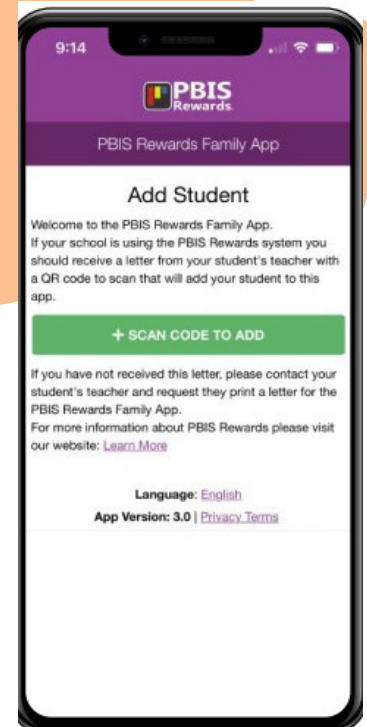 9:14
PBIS
Rewards
PBIS Rewards Family App
Add Student
Welcome to the PBIS Rewards Family App.
If your school is using the PBIS Rewards system you
should receive a letter from your student's teacher with
a QR code to scan that will add your student to this
app.
+ SCAN CODE TO ADD
If you have not received this letter, please contact your
student's teacher and request they print a letter for the
PBIS Rewards Family App.
For more information about PBIS Rewards please visit
our website: Learn More
Language: English
App Version: 3.0 | Privacy Terms